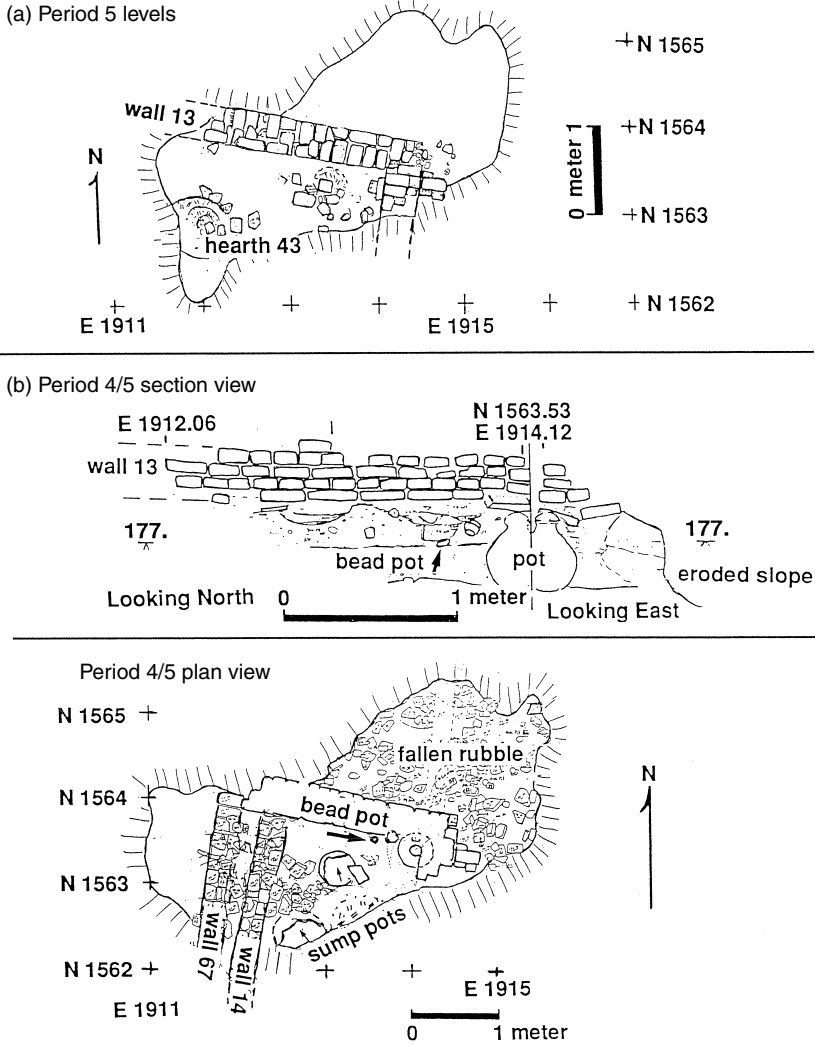 (a) Period 5 levels
N 1565
wall 13
N 1564
N
0 meter 1
N 1563
hearth 43
N 1562
E 1911
E 1915
(b) Period 4/5 section view
E 1912.06
N 1563.53
E 1914.12
wall 13
177.
177.
bead pot
pot
eroded slope
Looking North
0
1 meter
Looking East
Period 4/5 plan view
N 1565
fallen rubble
N
N 1564
bead pot
N 1563
sump pots
wall 67
wall 14
N 1562
E 1911
E 1915
0
1 meter